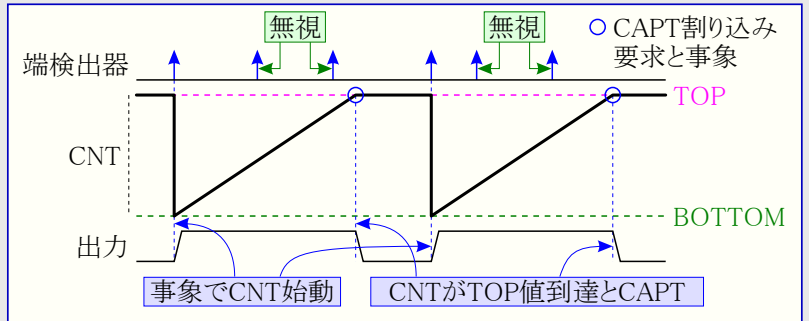 無視
無視
CAPT割り込み
要求と事象
端検出器
TOP
CNT
BOTTOM
出力
事象でCNT始動
CNTがTOP値到達とCAPT